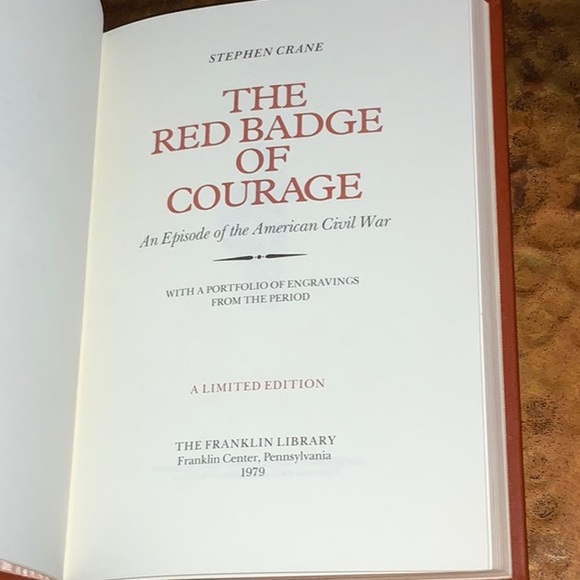 STEPHEN CRANE
THE
RED BADGE
OF
COURAGE
An Episode of the American Civil War
WITH A PORTFOLIO OF ENGRAVINGS
FROM THE PERIOD
A LIMITED EDITION
THE FRANKLIN LIBRARY
Franklin Center, Pennsylvania
1979